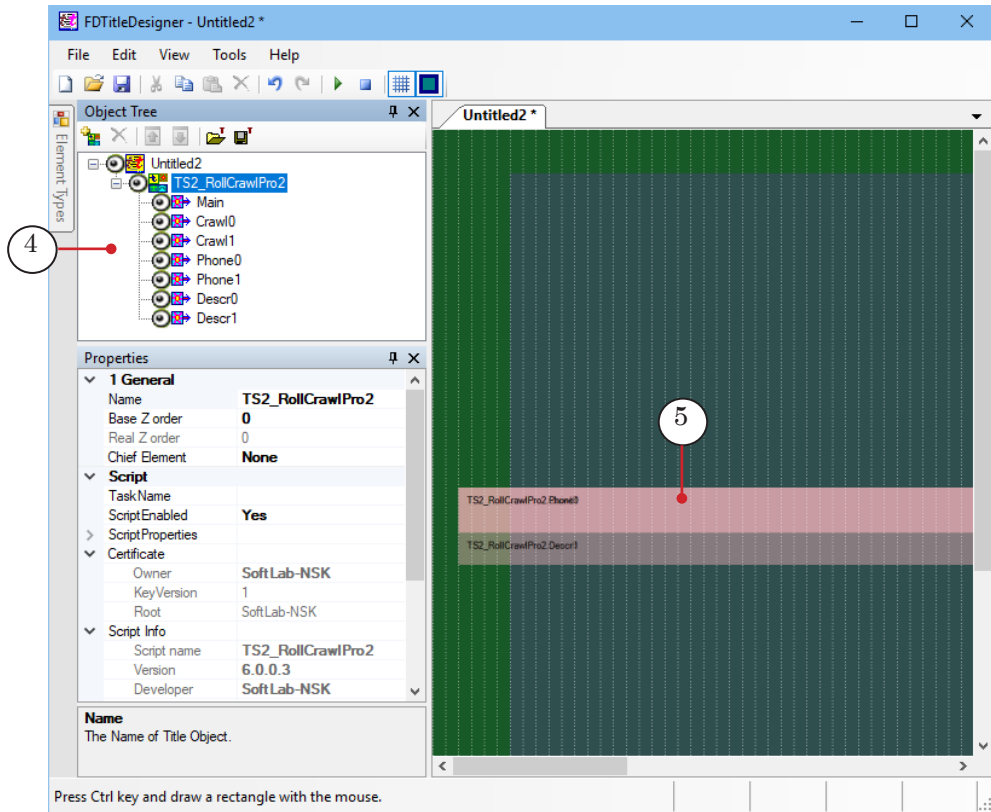 FDTitleDesigner - Untitled2 *
File Edit View Tools Help
Element Types
Object Tree
Untitled2
TS2_RollCrawlPro2
Main
Crawl0
Crawl1
Phone0
Phone1
Descr0
Descr1
4
Properties
1 General
Name TS2_RollCrawlPro2
Base Z order 0
Real Z order 0
Chief Element None
Script
TaskName
ScriptEnabled Yes
ScriptProperties
Certificate
Owner SoftLab-NSK
KeyVersion 1
Root SoftLab-NSK
Script Info
Script name TS2_RollCrawlPro2
Version 6.0.0.3
Developer SoftLab-NSK
Name
The Name of Title Object.
Untitled2 *
5
Press Ctrl key and draw a rectangle with the mouse.